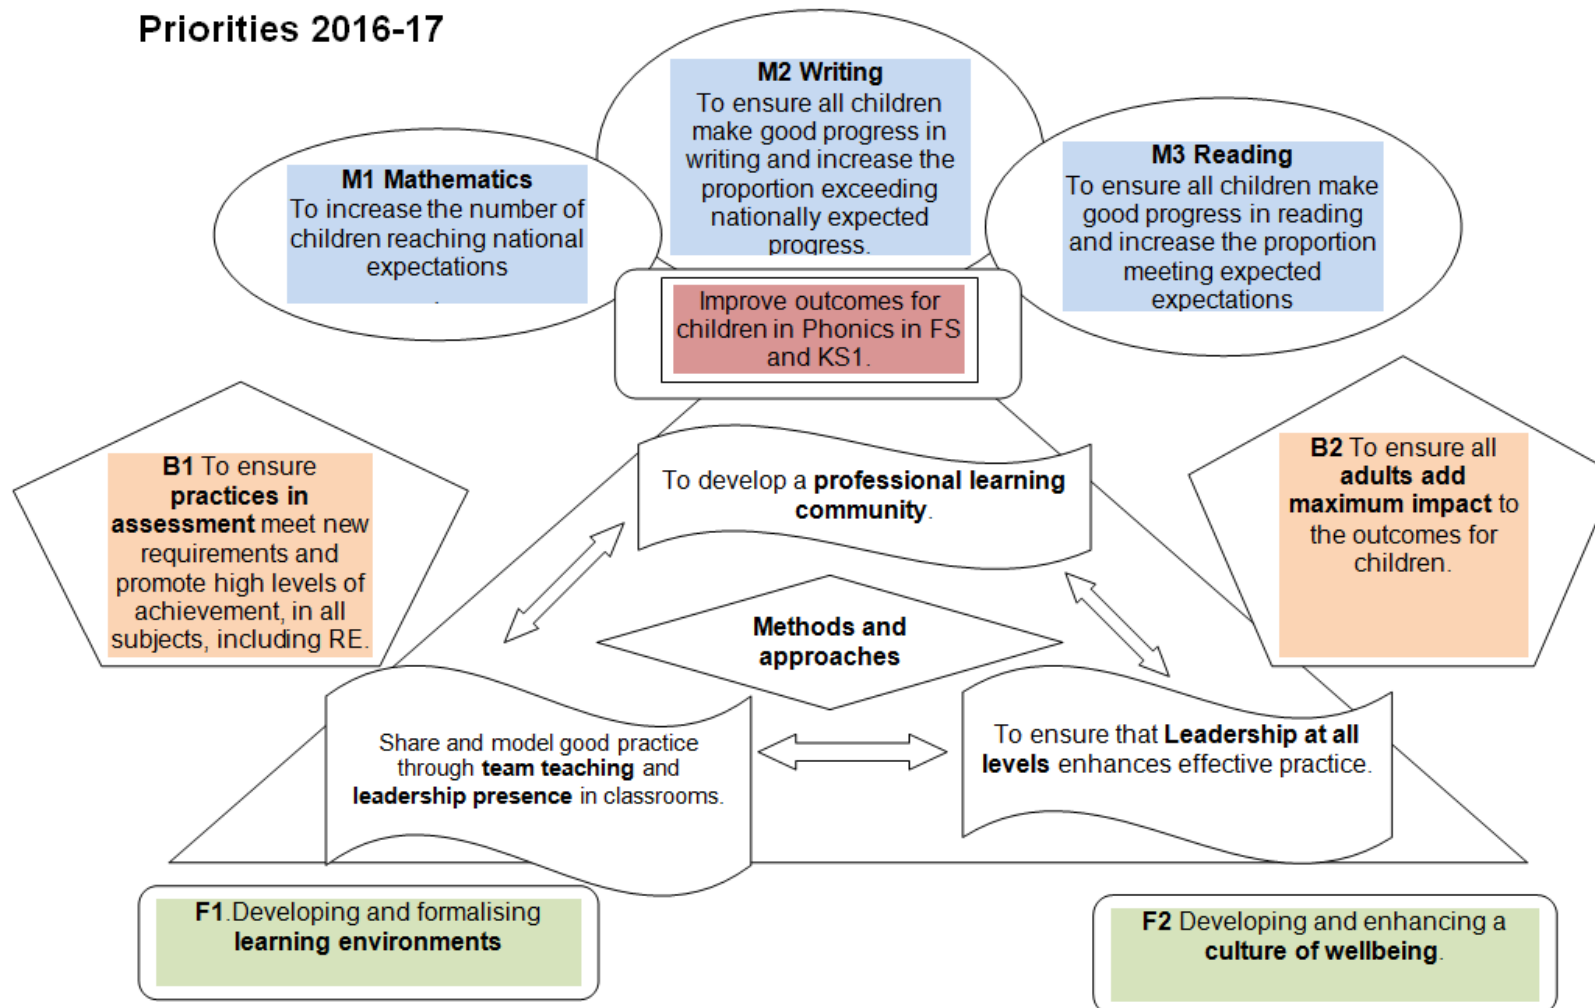 Priorities 2016-17
M2 Writing
To ensure all children
make good progress in
writing and increase the
proportion exceeding
nationally expected
progress.
M1 Mathematics
To increase the number of
children reaching national
expectations
.
M3 Reading
To ensure all children make
good progress in reading
and increase the proportion
meeting expected
expectations
Improve outcomes for
children in Phonics in FS
and KS1.
B1 To ensure
practices in
assessment meet new
requirements and
promote high levels of
achievement, in all
subjects, including RE.
To develop a professional learning
community.
B2 To ensure all
adults add
maximum impact to
the outcomes for
children.
Methods and
approaches
Share and model good practice
through team teaching and
leadership presence in classrooms.
To ensure that Leadership at all
levels enhances effective practice.
F1.Developing and formalising
learning environments
F2 Developing and enhancing a
culture of wellbeing.